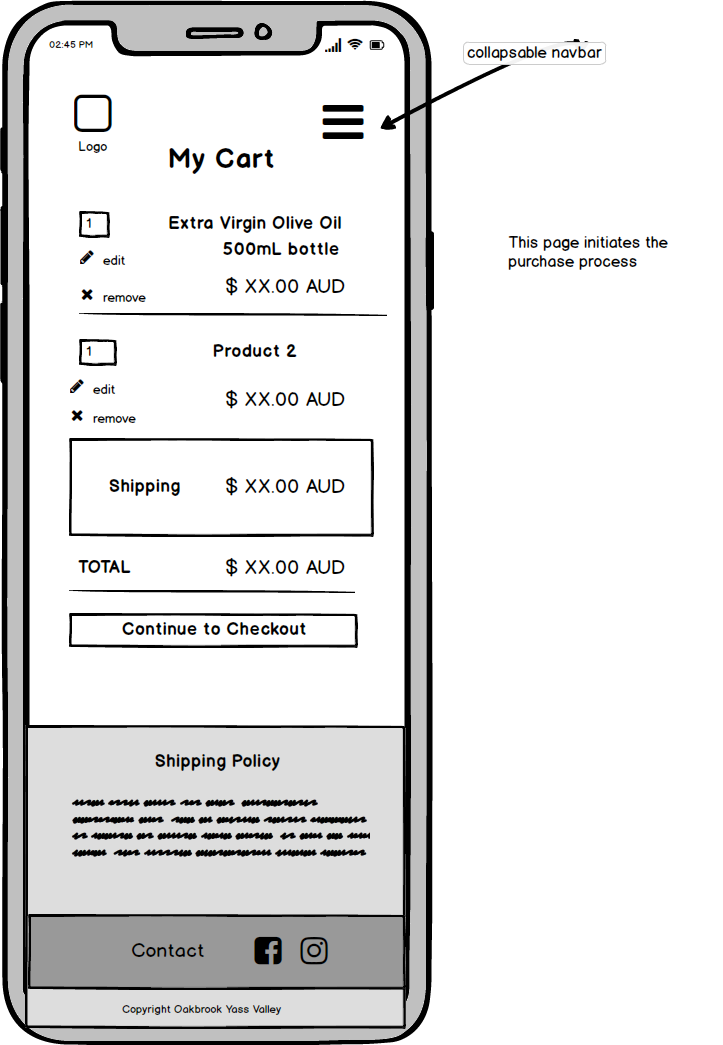 02:45 PM
collapsable navbar
Logo
My Cart
1
Extra Virgin Olive Oil
500mL bottle
edit
$ XX.00 AUD
remove
This page initiates the
purchase process
1
Product 2
edit
$ XX.00 AUD
remove
Shipping
$ XX.00 AUD
TOTAL
$ XX.00 AUD
Continue to Checkout
Shipping Policy
Contact
Copyright Oakbrook Yass Valley